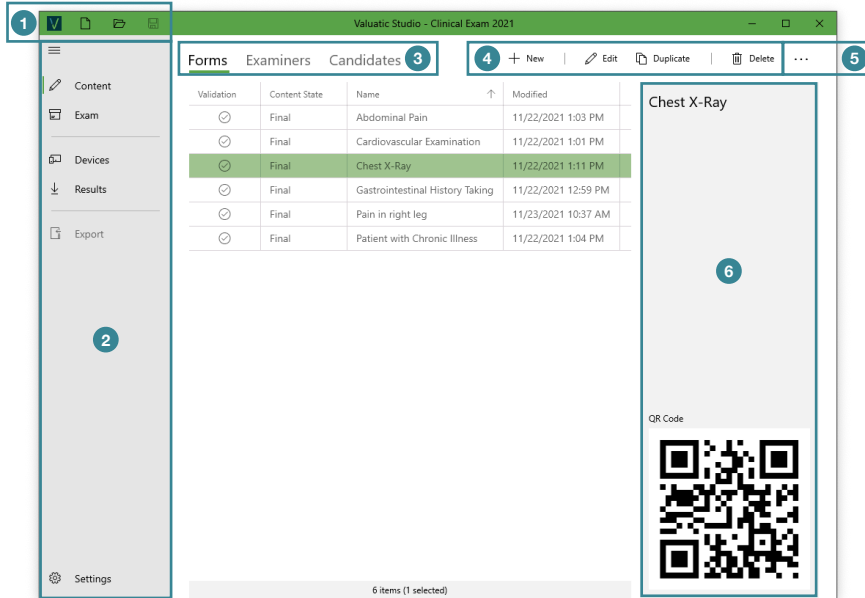 1
V
Valuatic Studio - Clinical Exam 2021
Forms Examiners Candidates 3
4 New Edit Duplicate Delete ... 5
Content
Exam
Devices
Results
Export
2
Settings
Validation Content State Name Modified
Final Abdominal Pain 11/22/2021 1:03 PM
Final Cardiovascular Examination 11/22/2021 1:01 PM
Final Chest X-Ray 11/22/2021 1:11 PM
Final Gastrointestinal History Taking 11/22/2021 12:59 PM
Final Pain in right leg 11/23/2021 10:37 AM
Final Patient with Chronic Illness 11/22/2021 1:04 PM
6 items (1 selected)
Chest X-Ray
6
QR Code